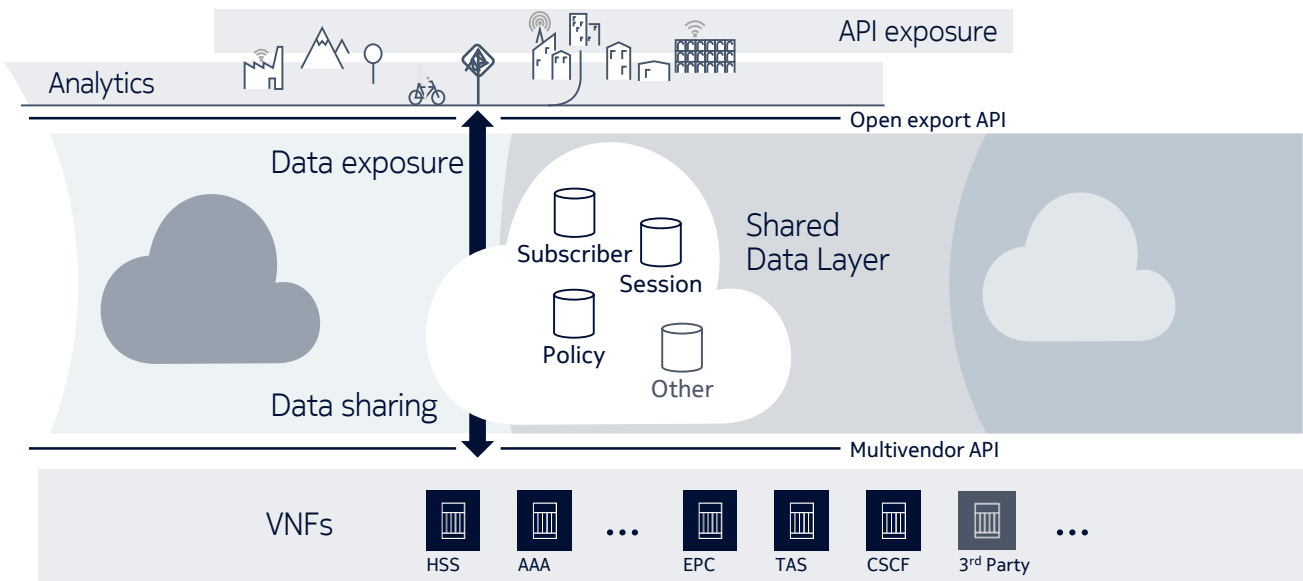 API exposure
Analytics
Open export API
Data exposure
Subscriber
Session
Shared
Data Layer
Policy
Other
Data sharing
Multivendor API
VNFs
... ...
HSS AAA EPC TAS CSCF 3rd Party